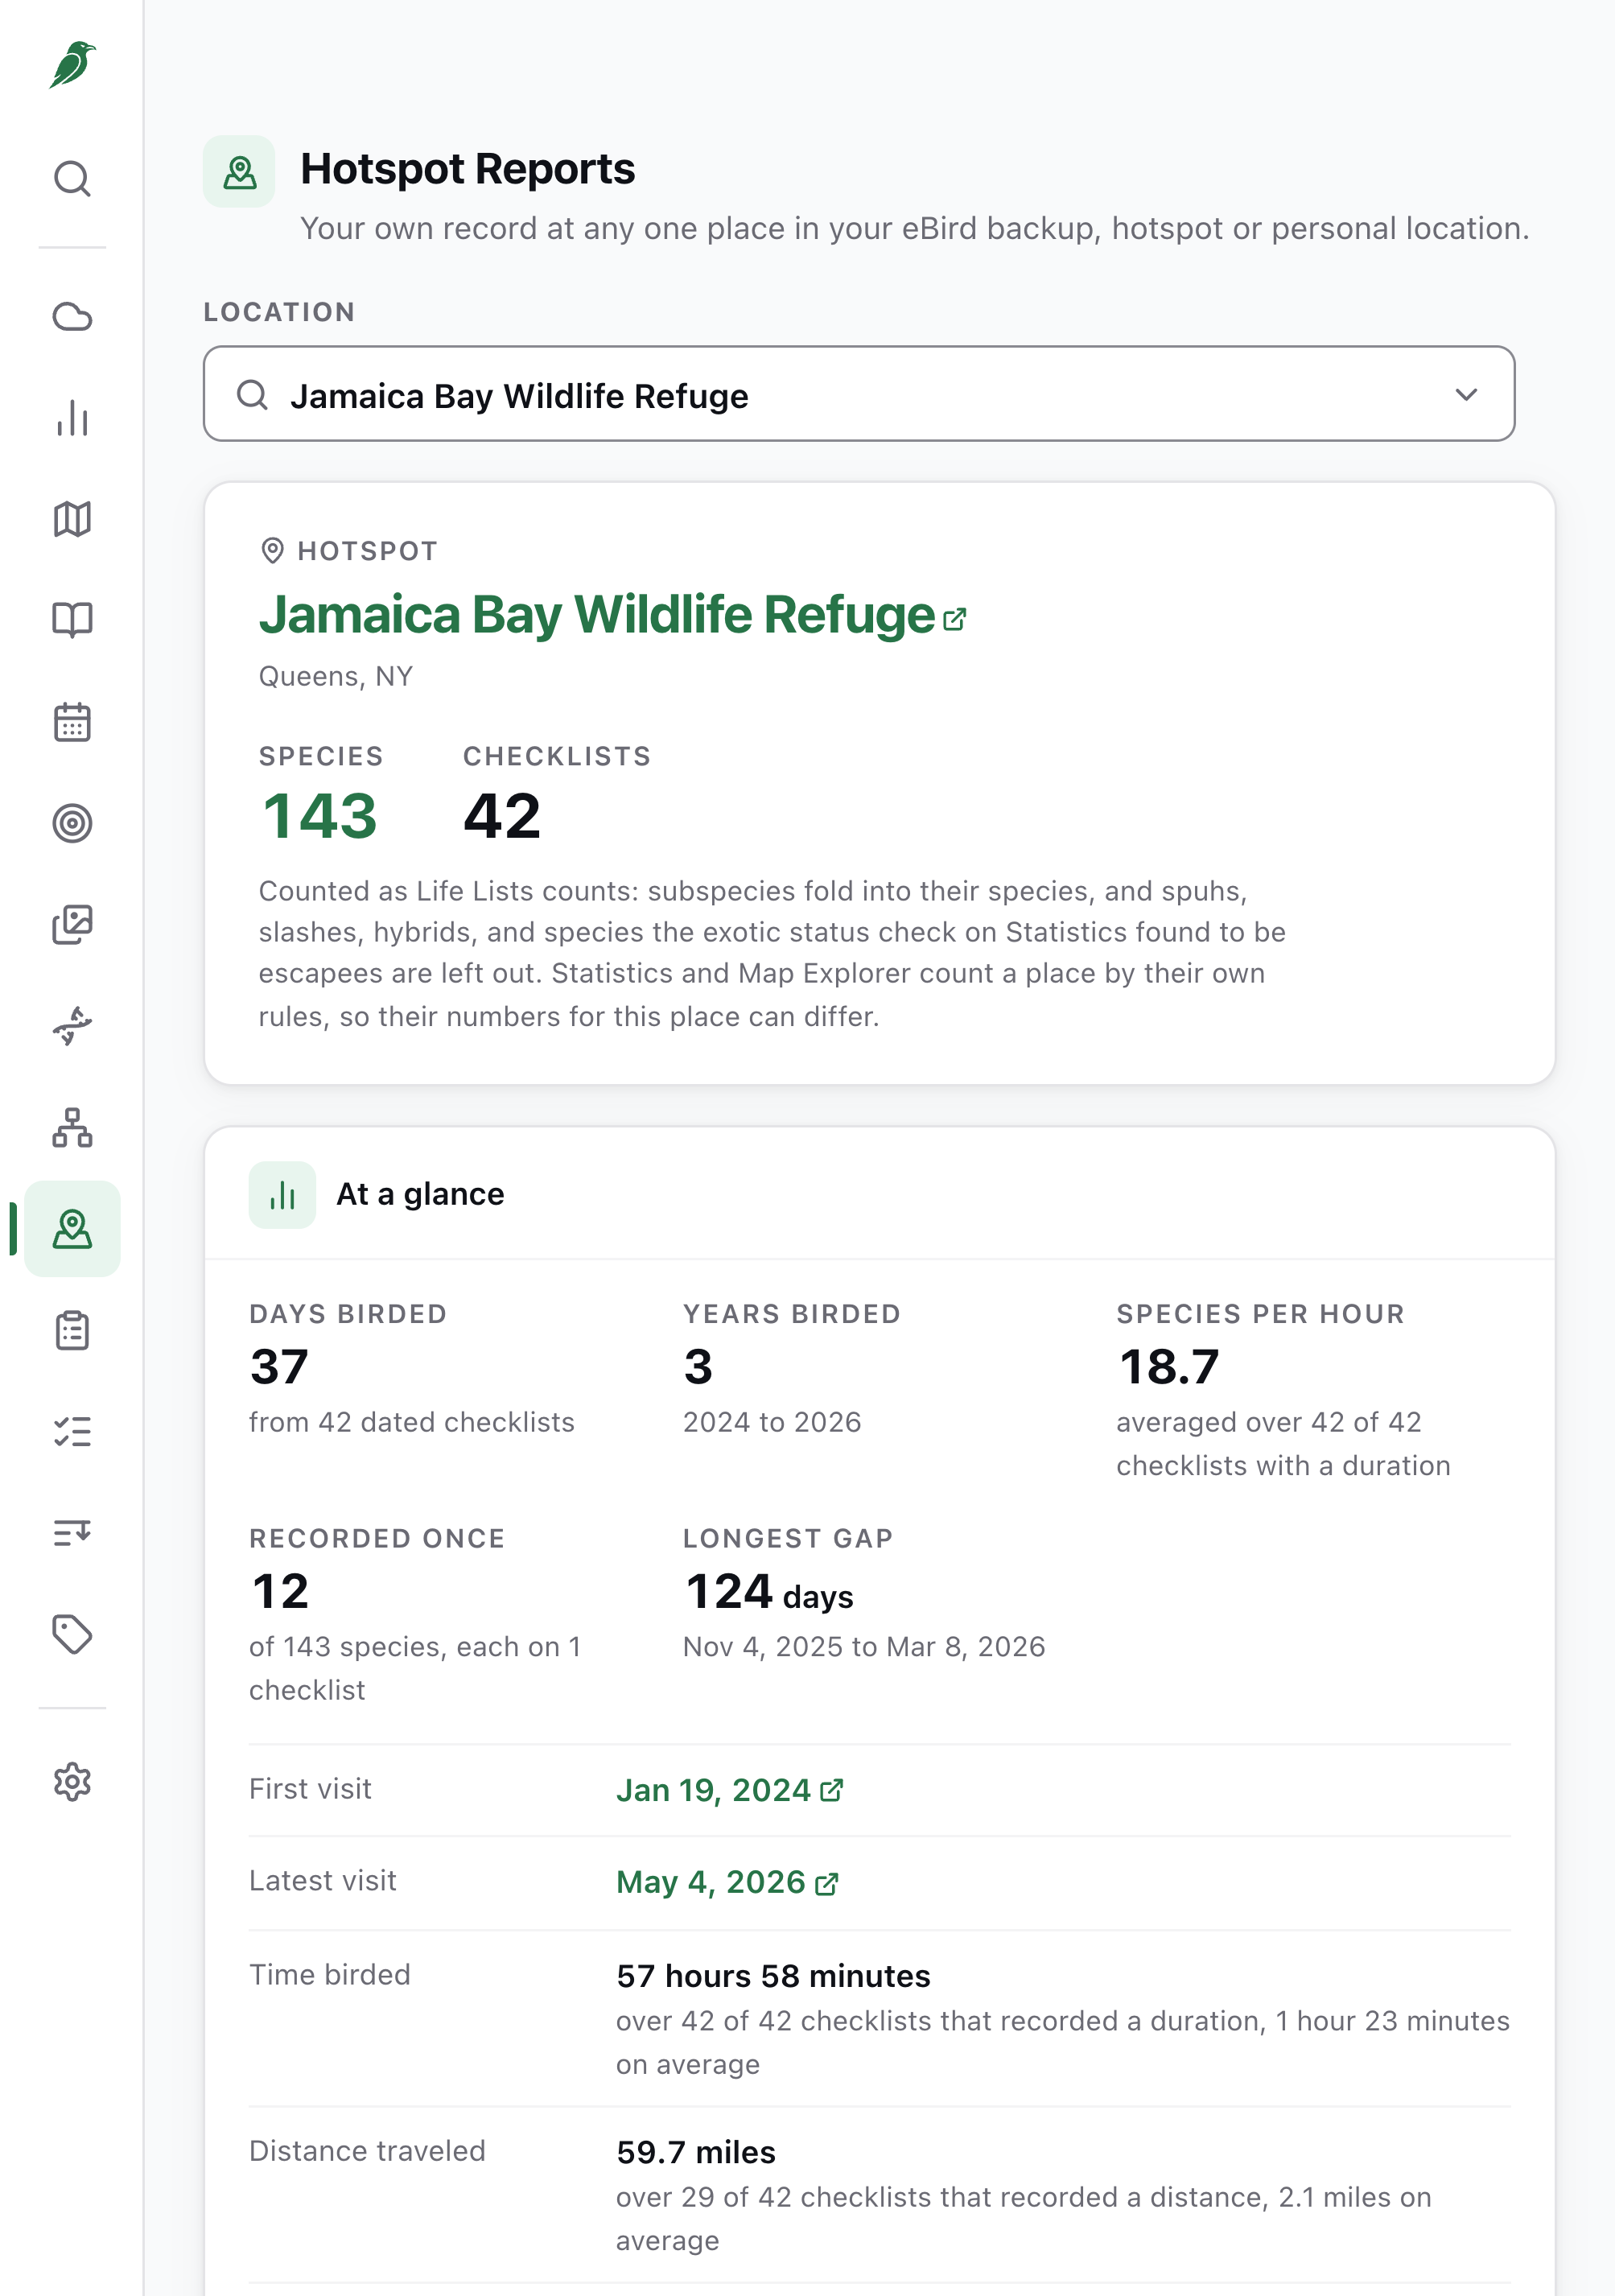 Hotspot Reports
Your own record at any one place in your eBird backup, hotspot or personal location.
LOCATION
Jamaica Bay Wildlife Refuge
HOTSPOT
Jamaica Bay Wildlife Refuge
Queens, NY
SPECIES CHECKLISTS
143 42
Counted as Life Lists counts: subspecies fold into their species, and spuhs,
slashes, hybrids, and species the exotic status check on Statistics found to be
escapees are left out. Statistics and Map Explorer count a place by their own
rules, so their numbers for this place can differ.
At a glance
DAYS BIRDED
37
from 42 dated checklists
YEARS BIRDED
3
2024 to 2026
SPECIES PER HOUR
18.7
averaged over 42 of 42
checklists with a duration
RECORDED ONCE
12
of 143 species, each on 1
checklist
LONGEST GAP
124 days
Nov 4, 2025 to Mar 8, 2026
First visit Jan 19, 2024
Latest visit May 4, 2026
Time birded 57 hours 58 minutes
over 42 of 42 checklists that recorded a duration, 1 hour 23 minutes
on average
Distance traveled 59.7 miles
over 29 of 42 checklists that recorded a distance, 2.1 miles on
average